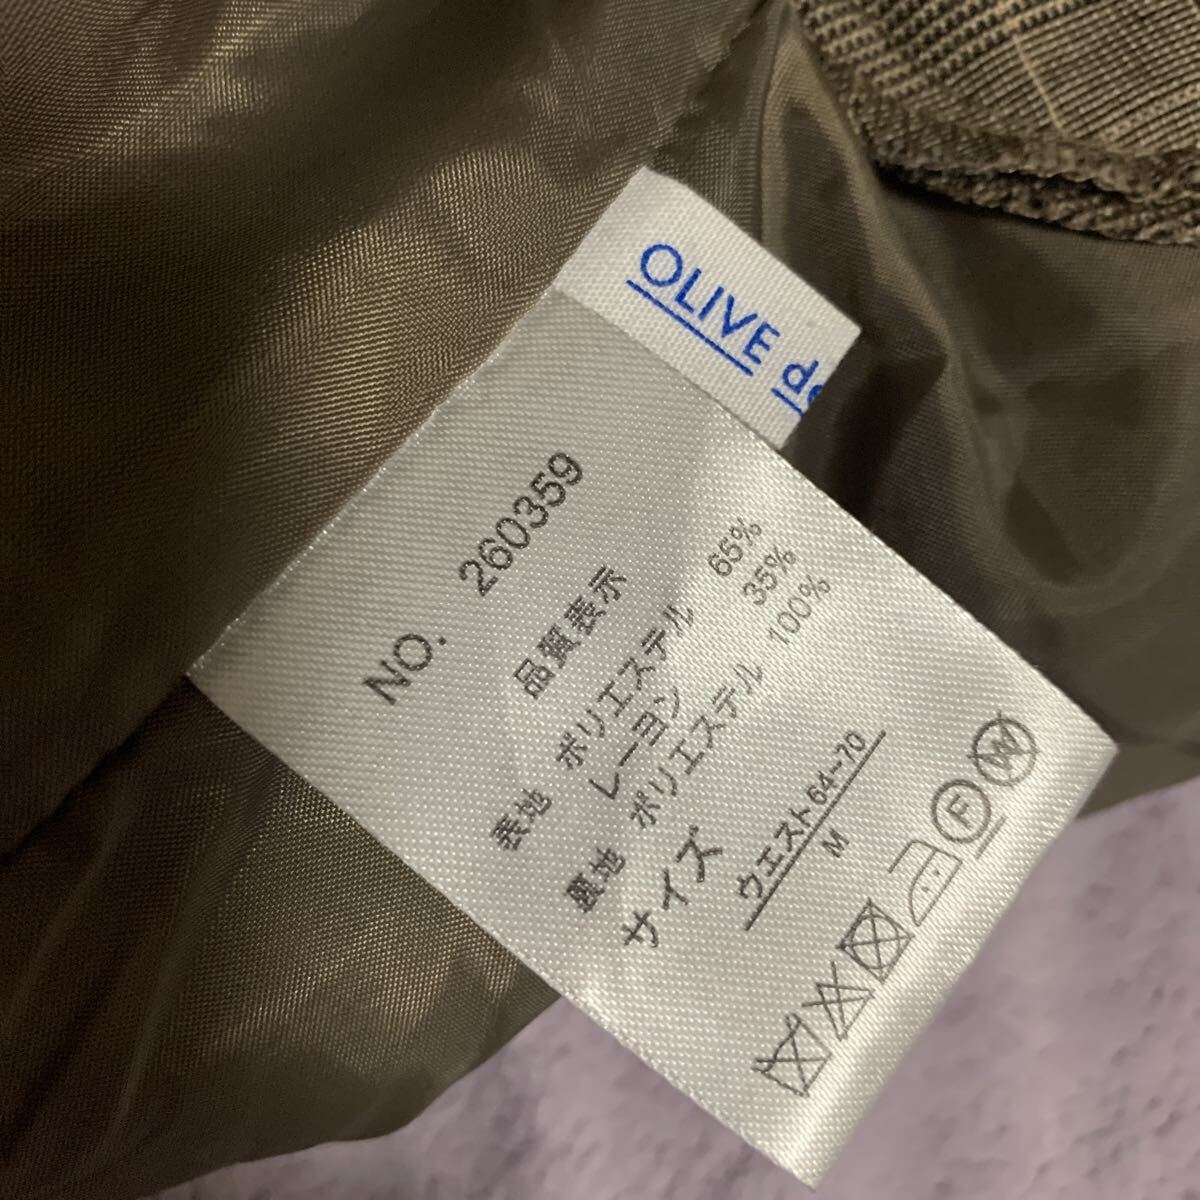 OLIVE de
NO. 260359
品質表示
表地 ポリエステル 65%
レーヨン 35%
裏地 ポリエステル 100%
サイズ ウエスト64~70
M
F W